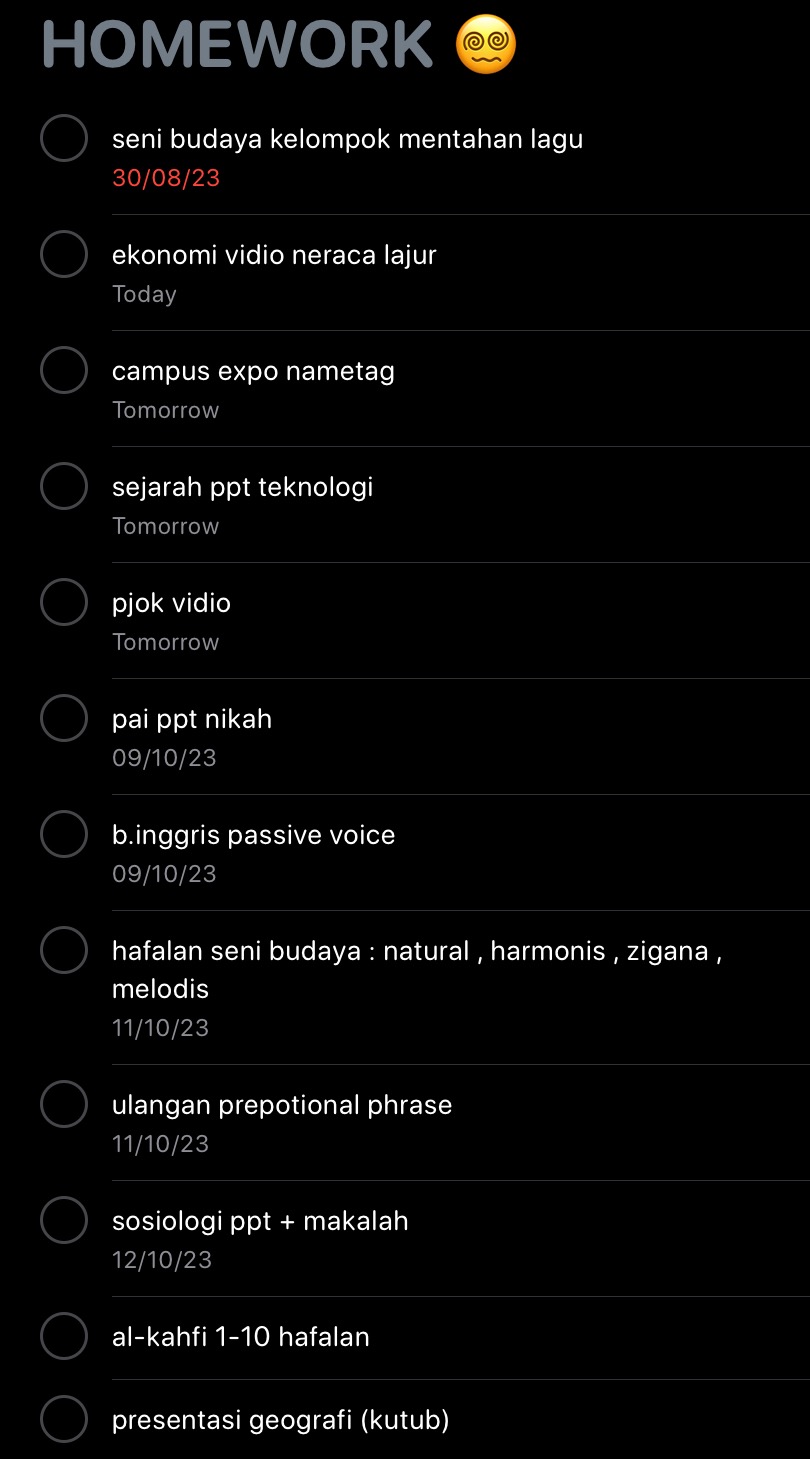 HOMEWORK 😵‍💫
seni budaya kelompok mentahan lagu
30/08/23
ekonomi vidio neraca lajur
Today
campus expo nametag
Tomorrow
sejarah ppt teknologi
Tomorrow
pjok vidio
Tomorrow
pai ppt nikah
09/10/23
b.inggris passive voice
09/10/23
hafalan seni budaya : natural , harmonis , zigana ,
melodis
11/10/23
ulangan prepotional phrase
11/10/23
sosiologi ppt + makalah
12/10/23
al-kahfi 1-10 hafalan
presentasi geografi (kutub)